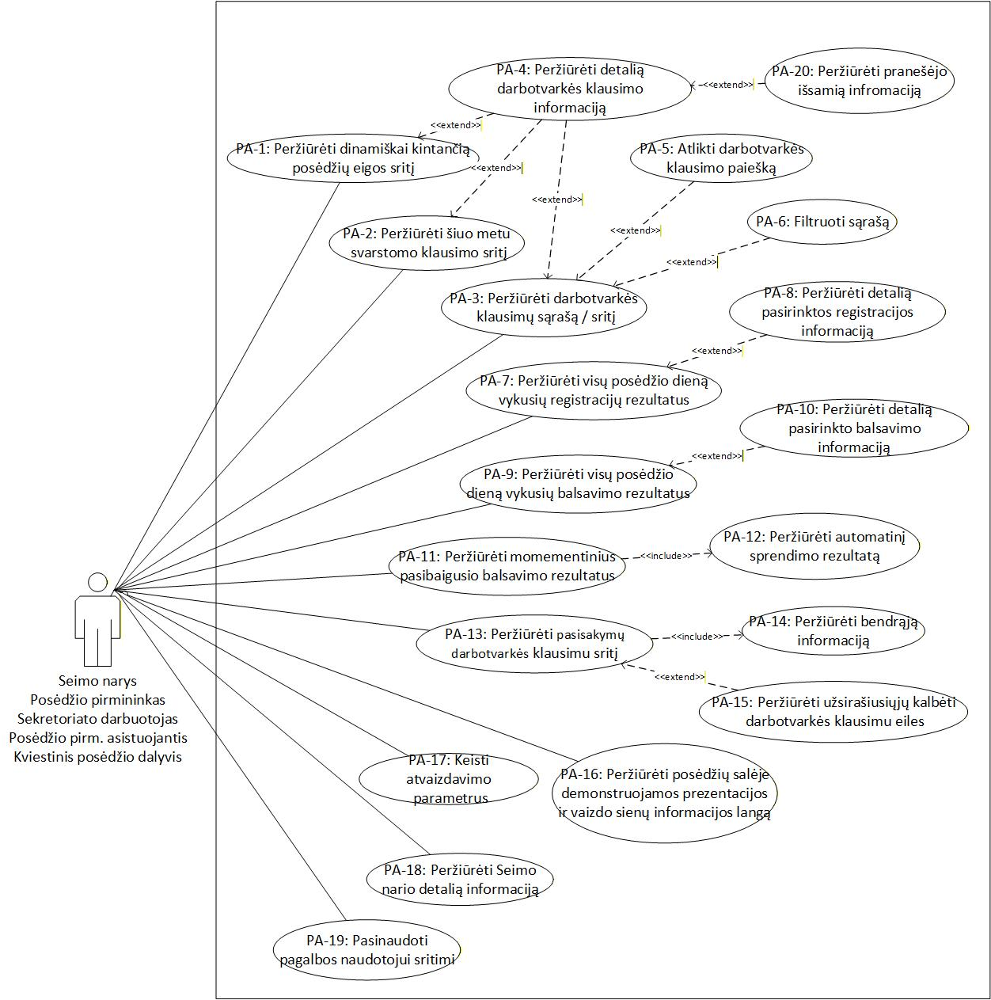 PA-4: Peržiūrėti detalią
darbotvarkės klausimo
informaciją
<<extend>>
PA-20: Peržiūrėti pranešėjo
išsamią infromaciją
<<extend>>
PA-1: Peržiūrėti dinamiškai kintančią
posėdžių eigos sritį
<<extend>>
PA-5: Atlikti darbotvarkės
klausimo paiešką
<<extend>>
PA-2: Peržiūrėti šiuo metu
svarstomo klausimo sritį
<<extend>>
PA-6: Filtruoti sąrašą
<<extend>>
PA-3: Peržiūrėti darbotvarkės
klausimų sąrašą / sritį
PA-8: Peržiūrėti detalią
pasirinktos registracijos
informaciją
<<extend>>
<<extend>>
PA-7: Peržiūrėti visų posėdžio dieną
vykusių registracijų rezultatus
PA-10: Peržiūrėti detalią
pasirinkto balsavimo
informaciją
<<extend>>
PA-9: Peržiūrėti visų posėdžio
dieną vykusių balsavimo rezultatus
PA-11: Peržiūrėti momementinius
pasibaigusio balsavimo rezultatus
<<include>>
PA-12: Peržiūrėti automatinį
sprendimo rezultatą
PA-13: Peržiūrėti pasisakymų
darbotvarkės klausimu sritį
<<include>>
PA-14: Peržiūrėti bendrąją
informaciją
<<extend>>
PA-15: Peržiūrėti užsirašiusiųjų kalbėti
darbotvarkės klausimu eiles
Seimo narys
Posėdžio pirmininkas
Sekretoriato darbuotojas
Posėdžio pirm. asistuojantis
Kviestinis posėdžio dalyvis
PA-17: Keisti
atvaizdavimo
parametrus
PA-16: Peržiūrėti posėdžių salėje
demonstruojamos prezentacijos
ir vaizdo sienų informacijos langą
PA-18: Peržiūrėti Seimo
nario detalią informaciją
PA-19: Pasinaudoti
pagalbos naudotojui sritimi